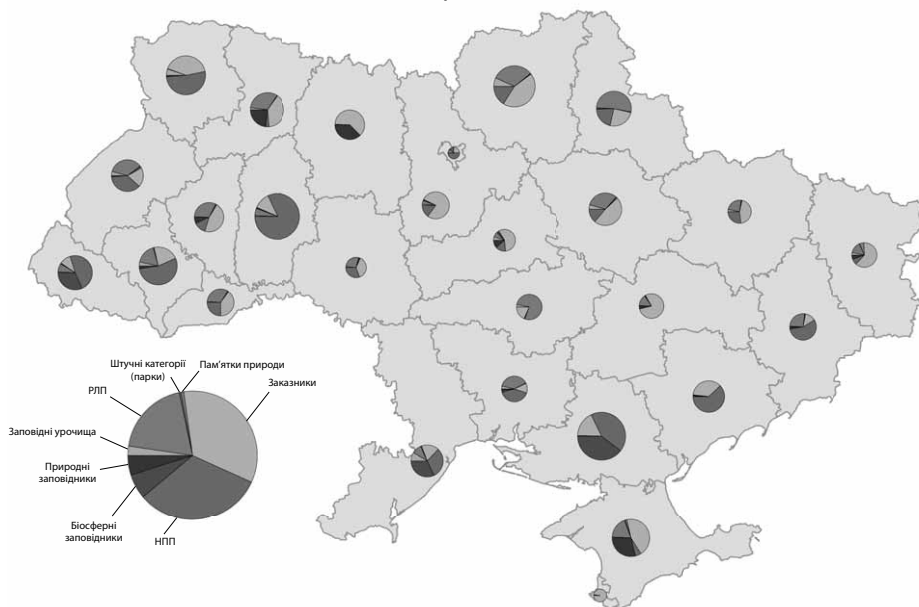 Штучні категорії
(парки)
Пам'ятки природи
Заказники
РЛП
Заповідні урочища
Природні
заповідники
Біосферні
заповідники
НПП